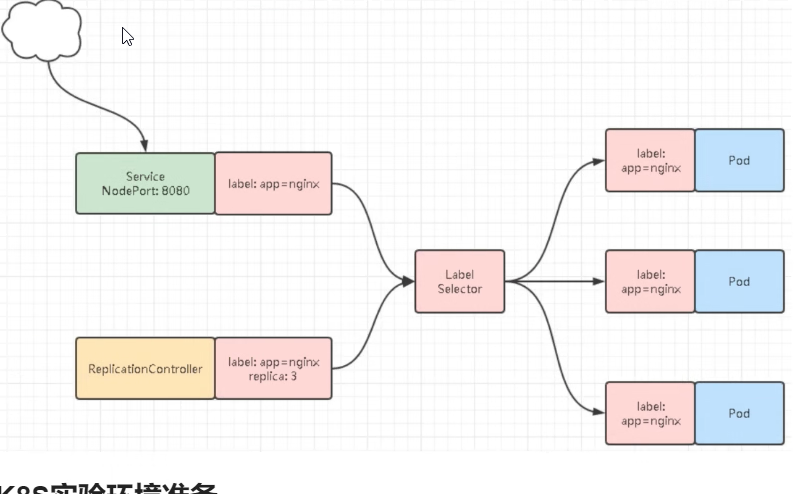 Service
NodePort: 8080
label: app=nginx
label:
app=nginx
Pod
Label
Selector
label:
app=nginx
Pod
ReplicationController
label: app=nginx
replica: 3
label:
app=nginx
Pod
K8S实验环境准备